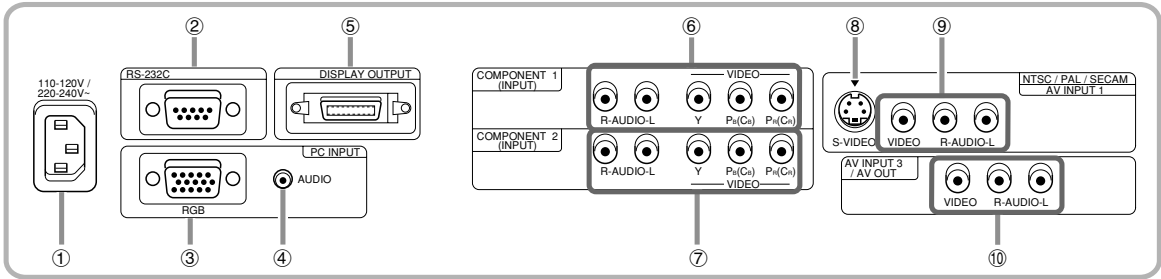 ② ⑤ ⑥ ⑧ ⑨
110-120V /
220-240V~
RS-232C
DISPLAY OUTPUT
PC INPUT
RGB
AUDIO
COMPONENT 1
(INPUT)
VIDEO
R-AUDIO-L Y PB(CB) PR(CR)
COMPONENT 2
(INPUT)
R-AUDIO-L Y PB(CB) PR(CR)
VIDEO
NTSC / PAL / SECAM
AV INPUT 1
S-VIDEO VIDEO R-AUDIO-L
AV INPUT 3
/ AV OUT
VIDEO R-AUDIO-L
① ③ ④ ⑦ ⑩